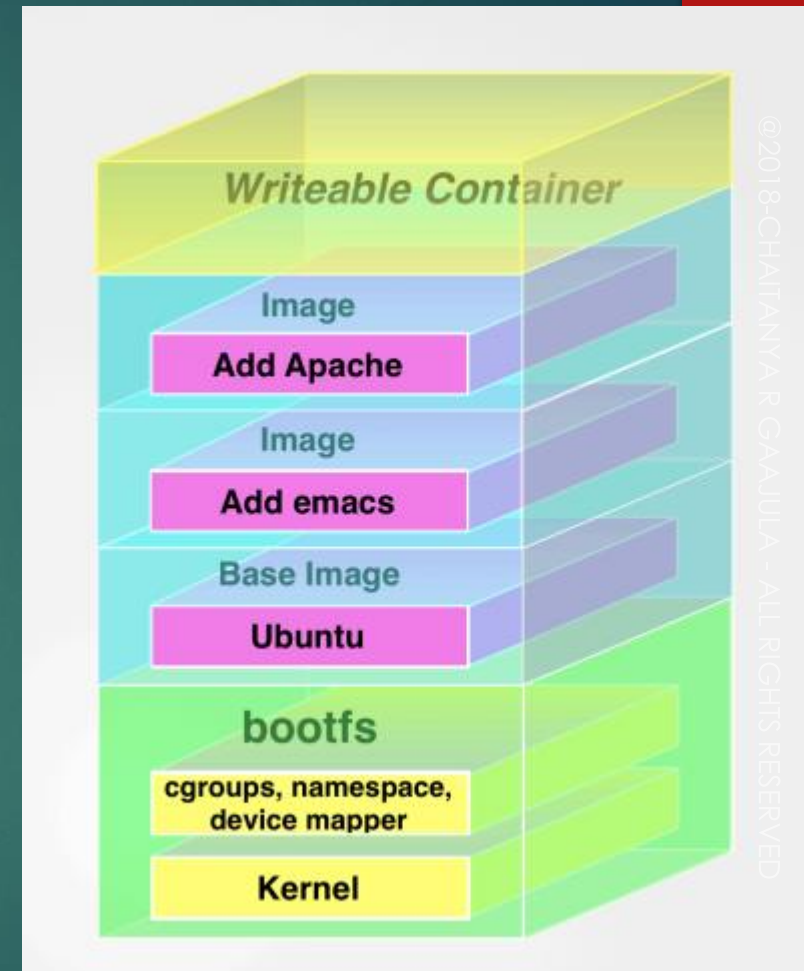 Writeable Container
Image
Add Apache
Image
Add emacs
Base Image
Ubuntu
bootfs
cgroups, namespace,
device mapper
Kernel
@2018-CHAITANYA R GAAJULA - ALL RIGHTS RESERVED